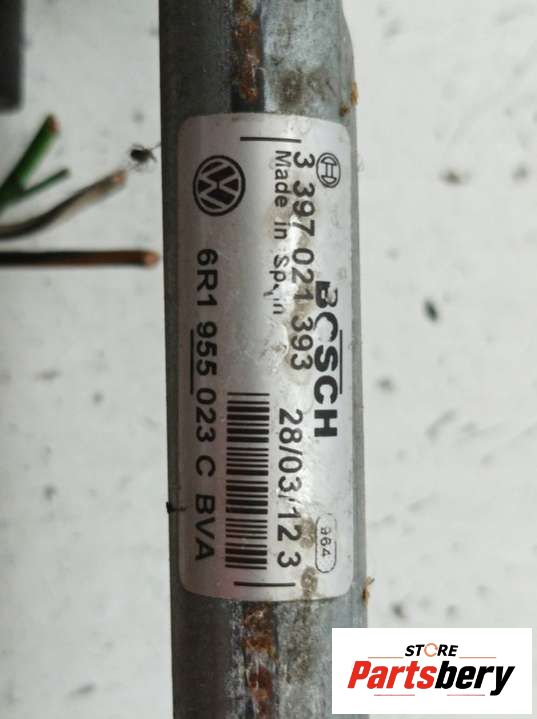 BOSCH
3 397 021 393 28/03/12 3
Made in Spain
964
6R1 955 023 C BVA
STORE
Partsbery